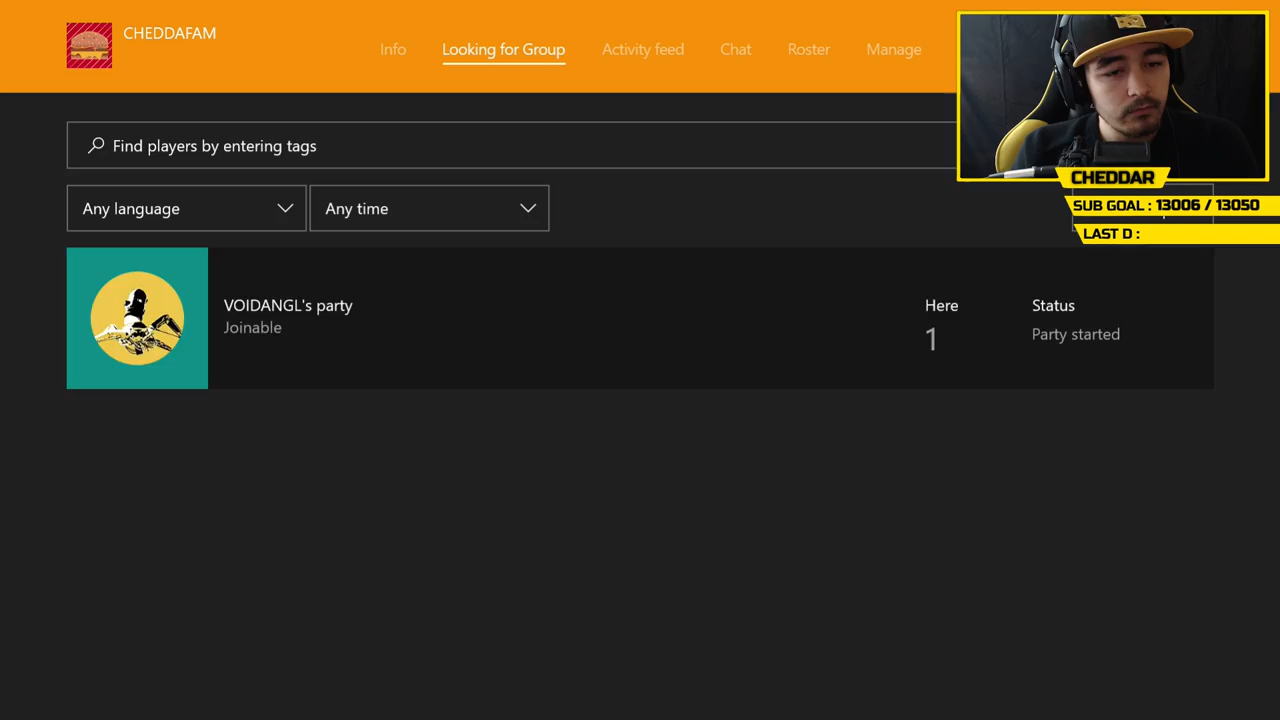 CHEDDAFAM
Info
Looking for Group
Activity feed
Chat
Roster
Manage
Find players by entering tags
CHEDDAR
Any language
Any time
SUB GOAL : 13006 / 13050
LAST D :
VOIDANGL's party
Joinable
Here
1
Status
Party started